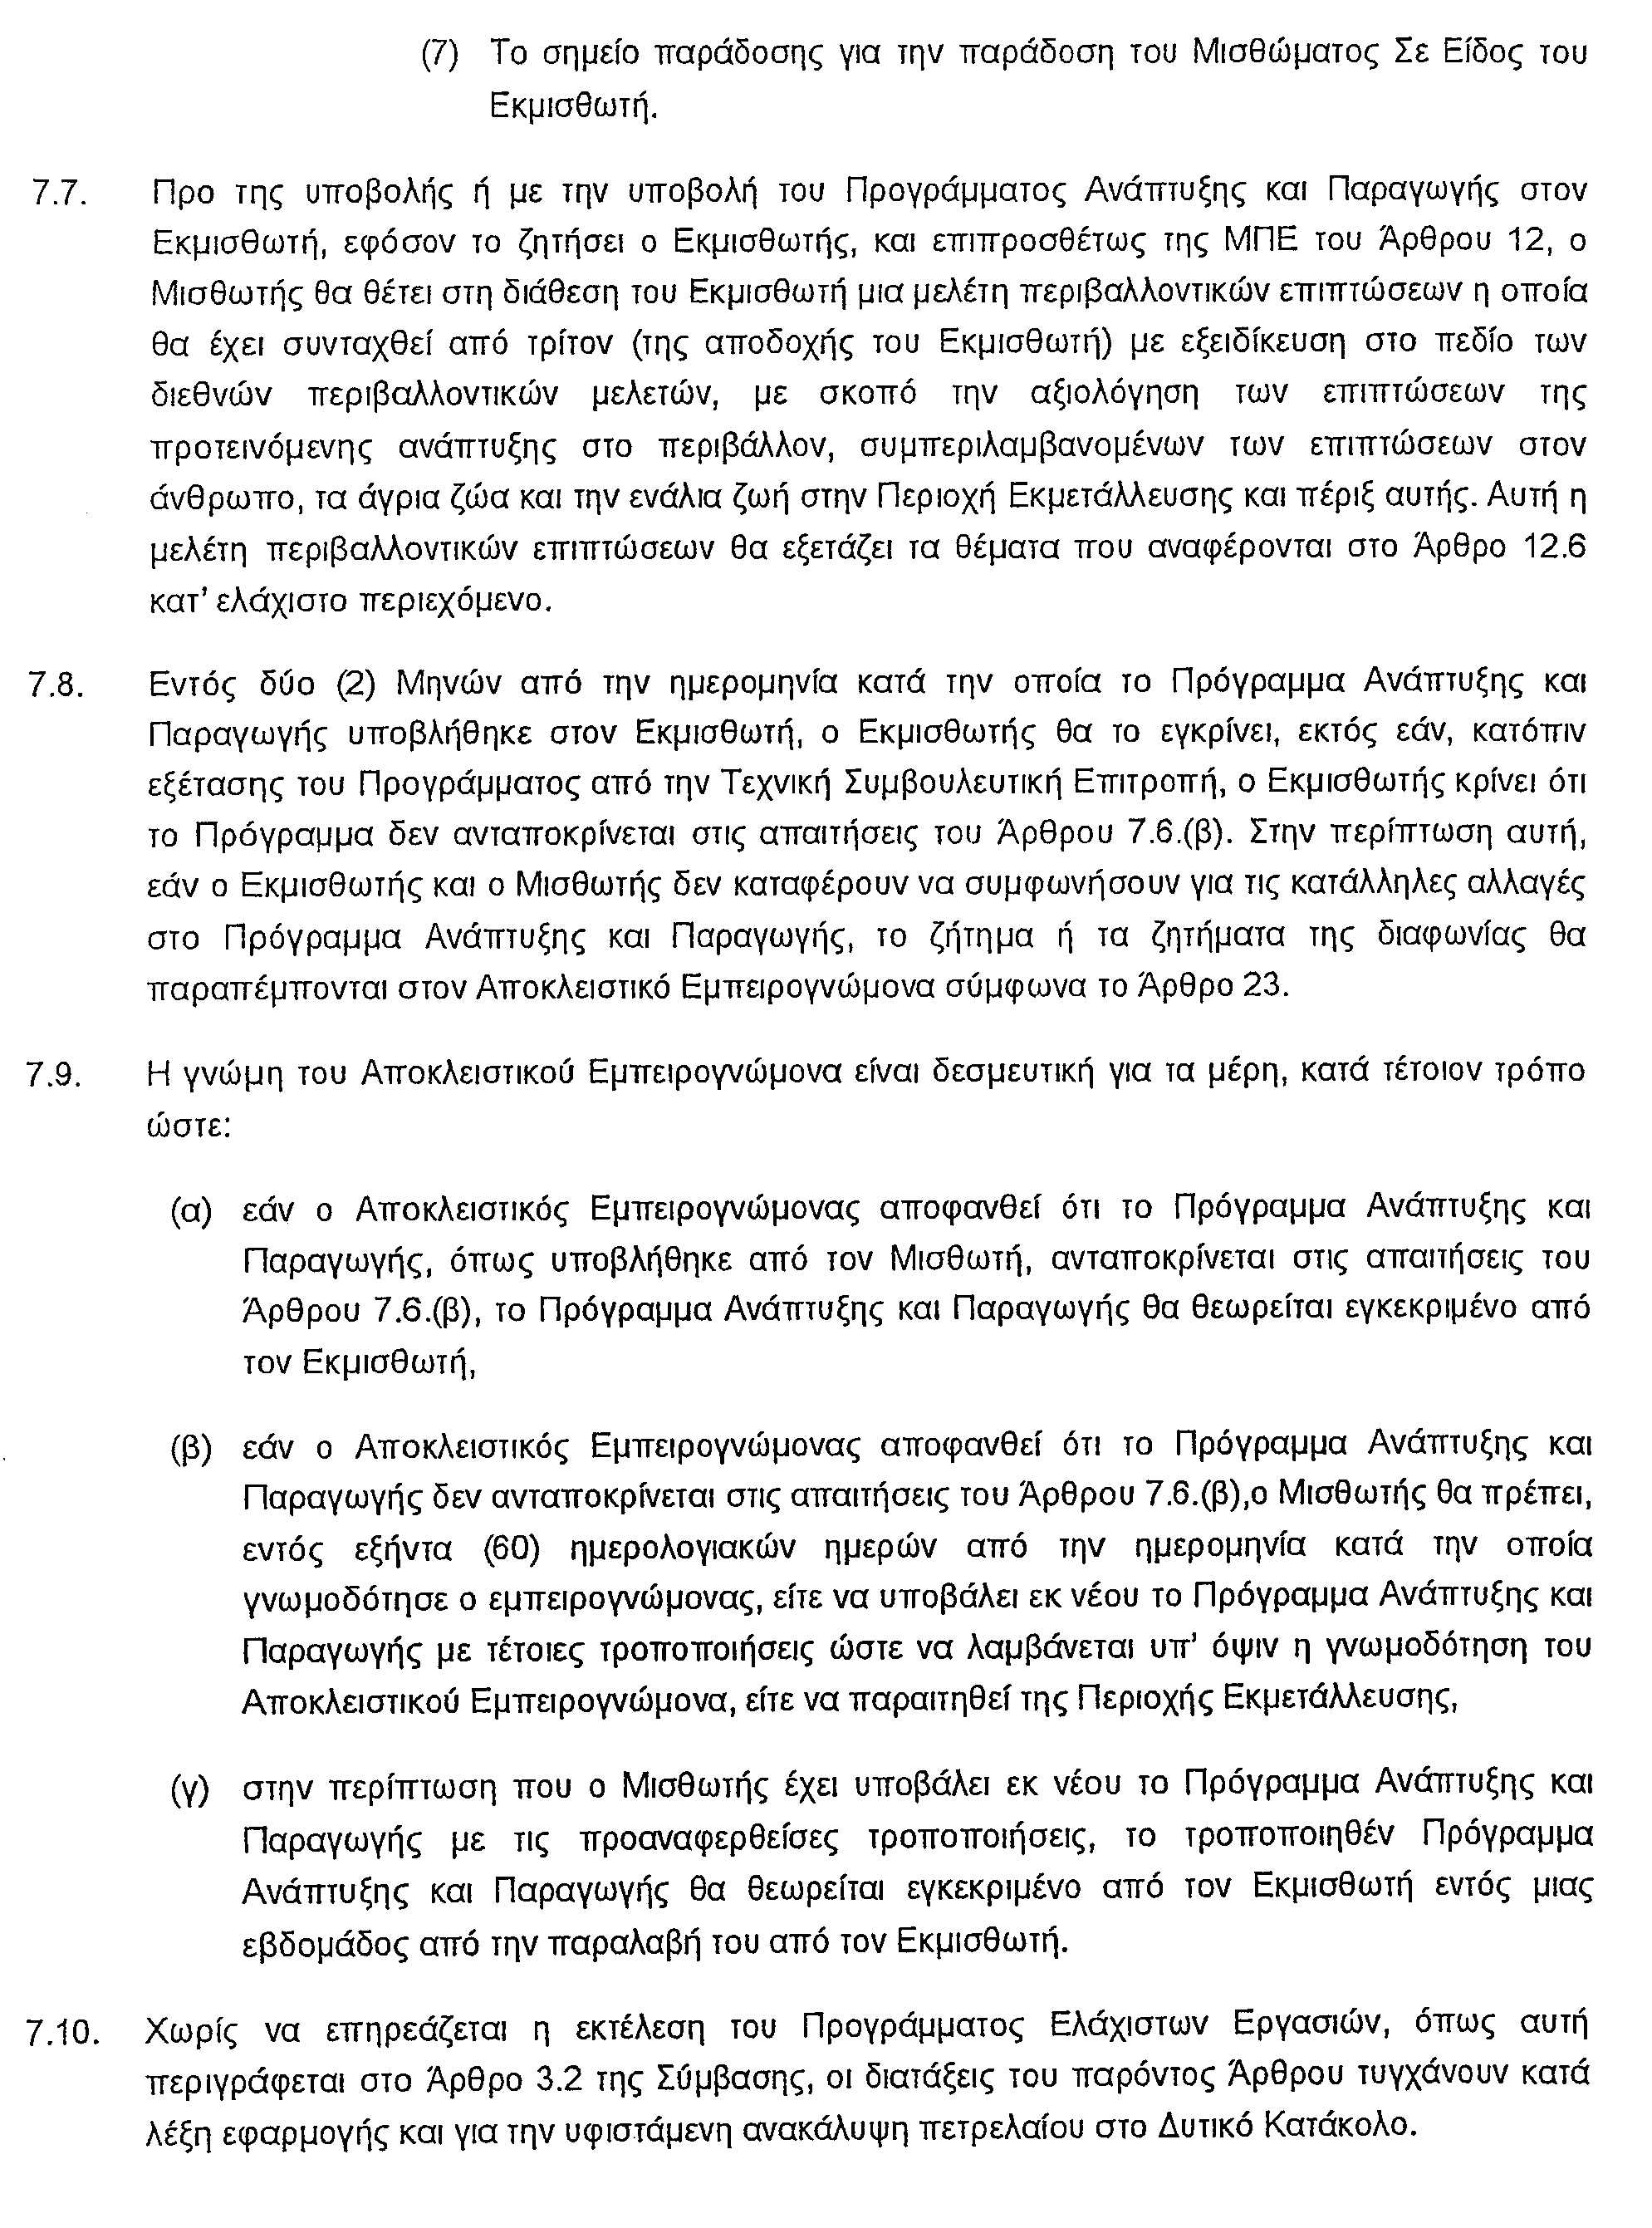 (7) Το σημείο παράδοσης για την παράδοση του Μισθώματος Σε Είδος του
Εκμισθωτή.
7.7. Προ της υποβολής ή με την υποβολή του Προγράμματος Ανάπτυξης και Παραγωγής στον
Εκμισθωτή, εφόσον το ζητήσει ο Εκμισθωτής, και επιπροσθέτως της ΜΠΕ του Άρθρου 12, ο
Μισθωτής θα θέτει στη διάθεση του Εκμισθωτή μια μελέτη περιβαλλοντικών επιπτώσεων η οποία
θα έχει συνταχθεί από τρίτον (της αποδοχής του Εκμισθωτή) με εξειδίκευση στο πεδίο των
διεθνών περιβαλλοντικών μελετών, με σκοπό την αξιολόγηση των επιπτώσεων της
προτεινόμενης ανάπτυξης στο περιβάλλον, συμπεριλαμβανομένων των επιπτώσεων στον
άνθρωπο, τα άγρια ζώα και την ενάλια ζωή στην Περιοχή Εκμετάλλευσης και πέριξ αυτής. Αυτή η
μελέτη περιβαλλοντικών επιπτώσεων θα εξετάζει τα θέματα που αναφέρονται στο Άρθρο 12.6
κατ' ελάχιστο περιεχόμενο.
7.8. Εντός δύο (2) Μηνών από την ημερομηνία κατά την οποία το Πρόγραμμα Ανάπτυξης και
Παραγωγής υποβλήθηκε στον Εκμισθωτή, ο Εκμισθωτής θα το εγκρίνει, εκτός εάν, κατόπιν
εξέτασης του Προγράμματος από την Τεχνική Συμβουλευτική Επιτροπή, ο Εκμισθωτής κρίνει ότι
το Πρόγραμμα δεν ανταποκρίνεται στις απαιτήσεις του Άρθρου 7.6.(β). Στην περίπτωση αυτή,
εάν ο Εκμισθωτής και ο Μισθωτής δεν καταφέρουν να συμφωνήσουν για τις κατάλληλες αλλαγές
στο Πρόγραμμα Ανάπτυξης και Παραγωγής, το ζήτημα ή τα ζητήματα της διαφωνίας θα
παραπέμπονται στον Αποκλειστικό Εμπειρογνώμονα σύμφωνα το Άρθρο 23.
7.9. Η γνώμη του Αποκλειστικού Εμπειρογνώμονα είναι δεσμευτική για τα μέρη, κατά τέτοιον τρόπο
ώστε:
(α) εάν ο Αποκλειστικός Εμπειρογνώμονας αποφανθεί ότι το Πρόγραμμα Ανάπτυξης και
Παραγωγής, όπως υποβλήθηκε από τον Μισθωτή, ανταποκρίνεται στις απαιτήσεις του
Άρθρου 7.6.(β), το Πρόγραμμα Ανάπτυξης και Παραγωγής θα θεωρείται εγκεκριμένο από
τον Εκμισθωτή,
(β) εάν ο Αποκλειστικός Εμπειρογνώμονας αποφανθεί ότι το Πρόγραμμα Ανάπτυξης και
Παραγωγής δεν ανταποκρίνεται στις απαιτήσεις του Άρθρου 7.6.(β),ο Μισθωτής θα πρέπει,
εντός εξήντα (60) ημερολογιακών ημερών από την ημερομηνία κατά την οποία
γνωμοδότησε ο εμπειρογνώμονας, είτε να υποβάλει εκ νέου το Πρόγραμμα Ανάπτυξης και
Παραγωγής με τέτοιες τροποποιήσεις ώστε να λαμβάνεται υπ' όψιν η γνωμοδότηση του
Αποκλειστικού Εμπειρογνώμονα, είτε να παραιτηθεί της Περιοχής Εκμετάλλευσης,
(γ) στην περίπτωση που ο Μισθωτής έχει υποβάλει εκ νέου το Πρόγραμμα Ανάπτυξης και
Παραγωγής με τις προαναφερθείσες τροποποιήσεις, το τροποποιηθέν Πρόγραμμα
Ανάπτυξης και Παραγωγής θα θεωρείται εγκεκριμένο από τον Εκμισθωτή εντός μιας
εβδομάδος από την παραλαβή του από τον Εκμισθωτή.
7.10. Χωρίς να επηρεάζεται η εκτέλεση του Προγράμματος Ελάχιστων Εργασιών, όπως αυτή
περιγράφεται στο Άρθρο 3.2 της Σύμβασης, οι διατάξεις του παρόντος Άρθρου τυγχάνουν κατά
λέξη εφαρμογής και για την υφιστάμενη ανακάλυψη πετρελαίου στο Δυτικό Κατάκολο.